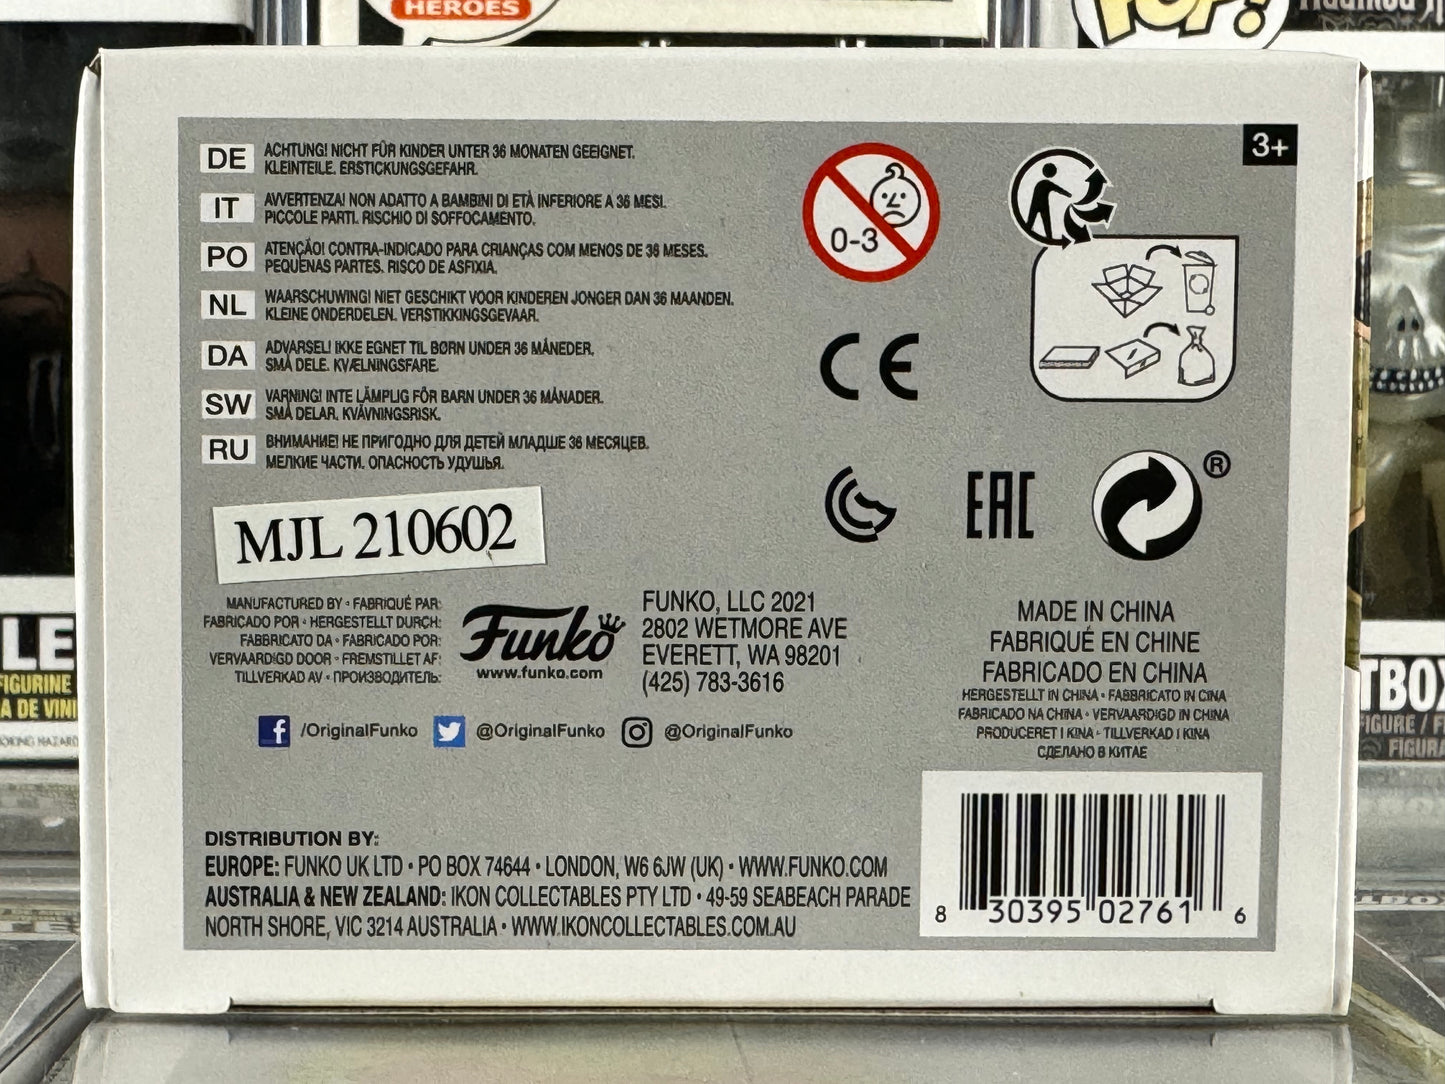 HEROES
POP!
3+
DE ACHTUNG! NICHT FÜR KINDER UNTER 36 MONATEN GEEIGNET.
KLEINTEILE. ERSTICKUNGSGEFAHR.
IT AVVERTENZA! NON ADATTO A BAMBINI DI ETÀ INFERIORE A 36 MESI.
PICCOLE PARTI. RISCHIO DI SOFFOCAMENTO.
PO ATENÇÃO! CONTRA-INDICADO PARA CRIANÇAS COM MENOS DE 36 MESES.
PEQUENAS PARTES. RISCO DE ASFIXIA.
NL WAARSCHUWING! NIET GESCHIKT VOOR KINDEREN JONGER DAN 36 MAANDEN.
KLEINE ONDERDELEN. VERSTIKKINGSGEVAAR.
DA ADVARSEL! IKKE EGNET TIL BØRN UNDER 36 MÅNEDER.
SMÅ DELE. KVÆLNINGSFARE.
SW VARNING! INTE LÄMPLIG FÖR BARN UNDER 36 MÅNADER.
SMÅ DELAR. KVÄVNINGSRISK.
RU ВНИМАНИЕ! НЕ ПРИГОДНО ДЛЯ ДЕТЕЙ МЛАДШЕ 36 МЕСЯЦЕВ.
МЕЛКИЕ ЧАСТИ. ОПАСНОСТЬ УДУШЬЯ.
0-3
CE
EAC
®
MJL 210602
MANUFACTURED BY • FABRIQUÉ PAR:
FABRICADO POR • HERGESTELLT DURCH:
FABBRICATO DA • FABRICADO POR:
VERVAARDIGD DOOR • FREMSTILLET AF:
TILLVERKAD AV • ПРОИЗВОДИТЕЛЬ:
Funko
www.funko.com
FUNKO, LLC 2021
2802 WETMORE AVE
EVERETT, WA 98201
(425) 783-3616
MADE IN CHINA
FABRIQUÉ EN CHINE
FABRICADO EN CHINA
HERGESTELLT IN CHINA • FABBRICATO IN CINA
FABRICADO NA CHINA • VERVAARDIGD IN CHINA
PRODUCERET I KINA • TILLVERKAD I KINA
СДЕЛАНО В КИТАЕ
/OriginalFunko @OriginalFunko @OriginalFunko
DISTRIBUTION BY:
EUROPE: FUNKO UK LTD • PO BOX 74644 • LONDON, W6 6JW (UK) • WWW.FUNKO.COM
AUSTRALIA & NEW ZEALAND: IKON COLLECTABLES PTY LTD • 49-59 SEABEACH PARADE
NORTH SHORE, VIC 3214 AUSTRALIA • WWW.IKONCOLLECTABLES.COM.AU
8 30395 02761 6